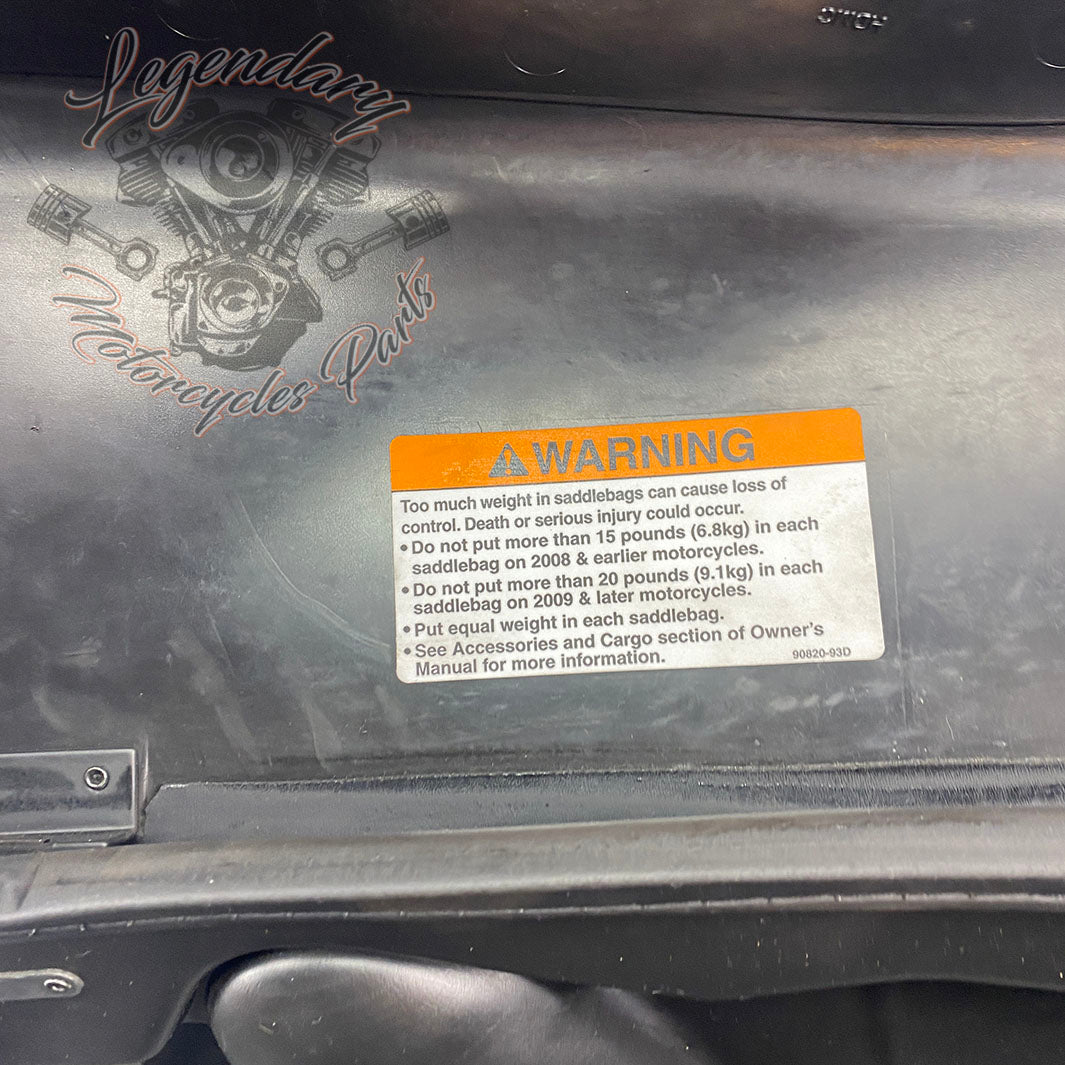 Legendary
Motorcycles Parts
⚠WARNING
Too much weight in saddlebags can cause loss of
control. Death or serious injury could occur.
• Do not put more than 15 pounds (6.8kg) in each
saddlebag on 2008 & earlier motorcycles.
• Do not put more than 20 pounds (9.1kg) in each
saddlebag on 2009 & later motorcycles.
• Put equal weight in each saddlebag.
• See Accessories and Cargo section of Owner's
Manual for more information.
90820-93D